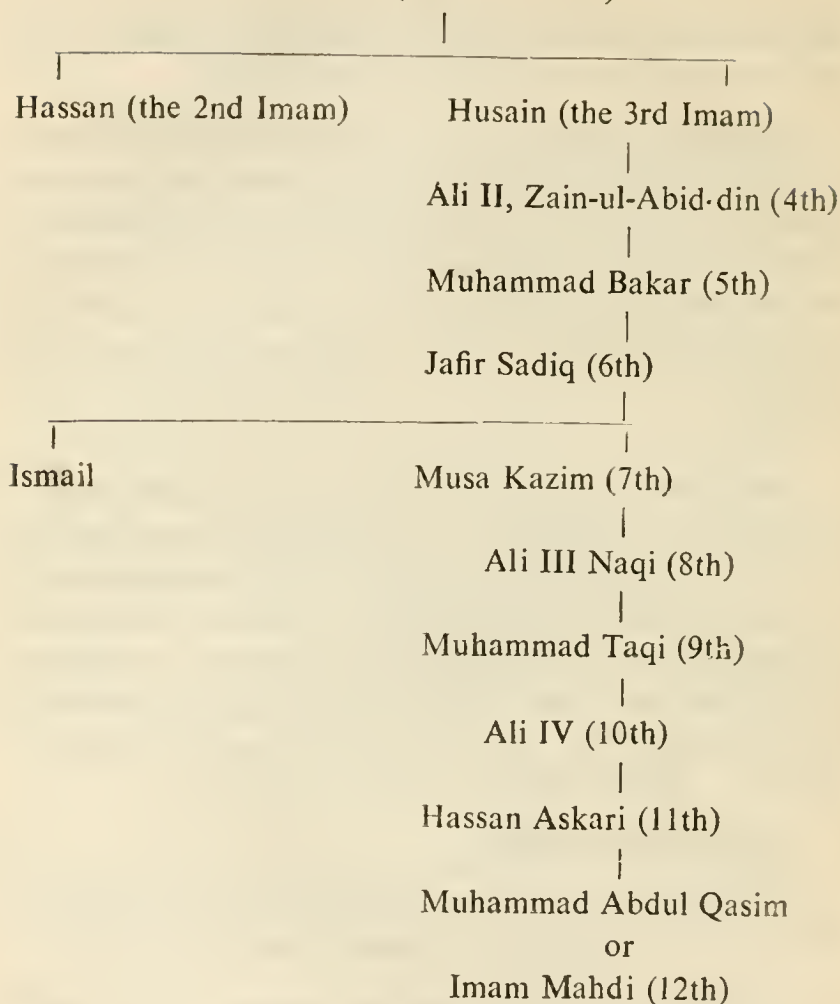 Hassan (the 2nd Imam) Husain (the 3rd Imam)
Ali II, Zain-ul-Abid·din (4th)
Muhammad Bakar (5th)
Jafir Sadiq (6th)
Ismail Musa Kazim (7th)
Ali III Naqi (8th)
Muhammad Taqi (9th)
Ali IV (10th)
Hassan Askari (11th)
Muhammad Abdul Qasim
or
Imam Mahdi (12th)